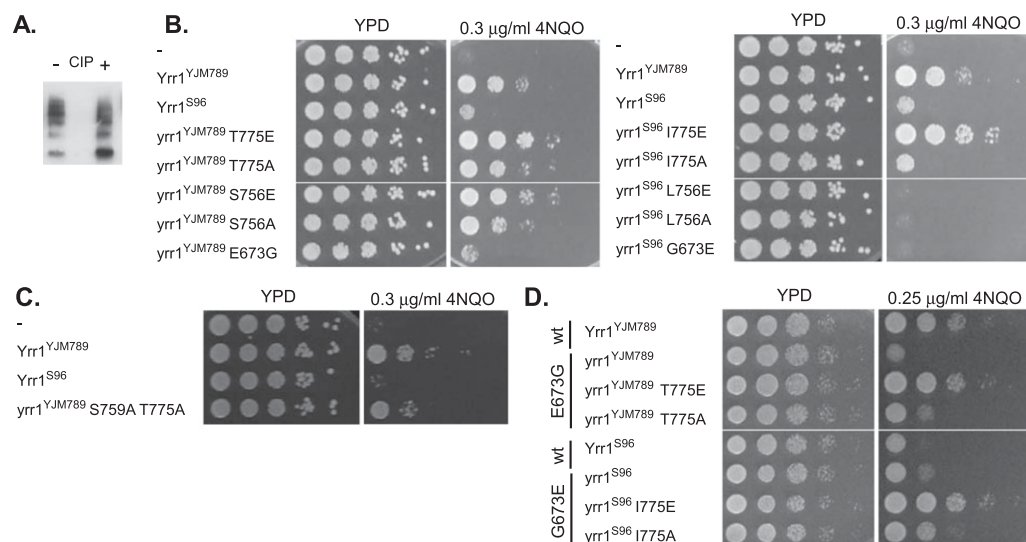 A.
- CIP +
B.
YPD
0.3 μg/ml 4NQO
-
Yrr1YJM789
Yrr1S96
yrr1YJM789 T775E
yrr1YJM789 T775A
yrr1YJM789 S756E
yrr1YJM789 S756A
yrr1YJM789 E673G
YPD
0.3 μg/ml 4NQO
-
Yrr1YJM789
Yrr1S96
yrr1S96 I775E
yrr1S96 I775A
yrr1S96 L756E
yrr1S96 L756A
yrr1S96 G673E
C.
YPD
0.3 μg/ml 4NQO
-
Yrr1YJM789
Yrr1S96
yrr1YJM789 S759A T775A
D.
YPD
0.25 μg/ml 4NQO
wt
Yrr1YJM789
E673G
yrr1YJM789
yrr1YJM789 T775E
yrr1YJM789 T775A
wt
Yrr1S96
G673E
yrr1S96
yrr1S96 I775E
yrr1S96 I775A